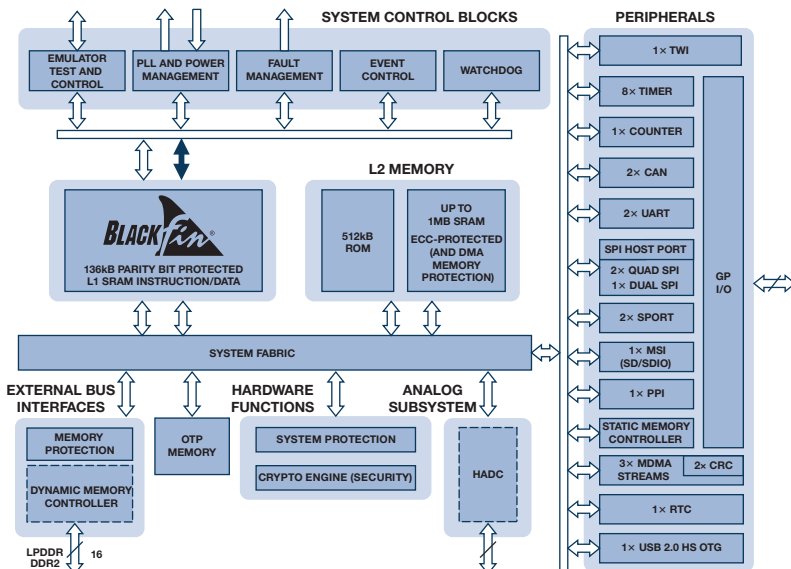 SYSTEM CONTROL BLOCKS
EMULATOR
TEST AND
CONTROL
PLL AND POWER
MANAGEMENT
FAULT
MANAGEMENT
EVENT
CONTROL
WATCHDOG
BLACKfin®
136kB PARITY BIT PROTECTED
L1 SRAM INSTRUCTION/DATA
L2 MEMORY
512kB
ROM
UP TO
1MB SRAM
ECC-PROTECTED
(AND DMA
MEMORY
PROTECTION)
SYSTEM FABRIC
EXTERNAL BUS
INTERFACES
MEMORY
PROTECTION
DYNAMIC MEMORY
CONTROLLER
LPDDR
DDR2
16
OTP
MEMORY
HARDWARE
FUNCTIONS
SYSTEM PROTECTION
CRYPTO ENGINE (SECURITY)
ANALOG
SUBSYSTEM
HADC
PERIPHERALS
1× TWI
8× TIMER
1× COUNTER
2× CAN
2× UART
SPI HOST PORT
2× QUAD SPI
1× DUAL SPI
2× SPORT
1× MSI
(SD/SDIO)
1× PPI
STATIC MEMORY
CONTROLLER
GP
I/O
3× MDMA
STREAMS
2× CRC
1× RTC
1× USB 2.0 HS OTG